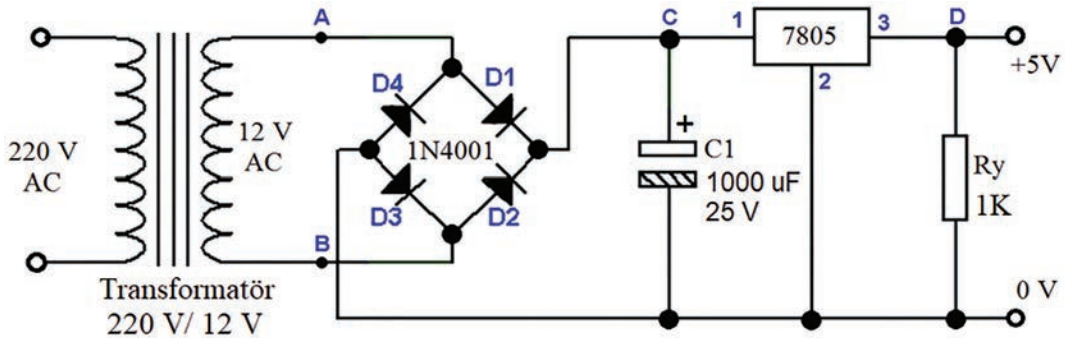 A
B
C
D
1
7805
3
2
+5V
220 V
AC
12 V
AC
D4
D1
1N4001
D3
D2
+
C1
1000 uF
25 V
Ry
1K
0 V
Transformatör
220 V/ 12 V